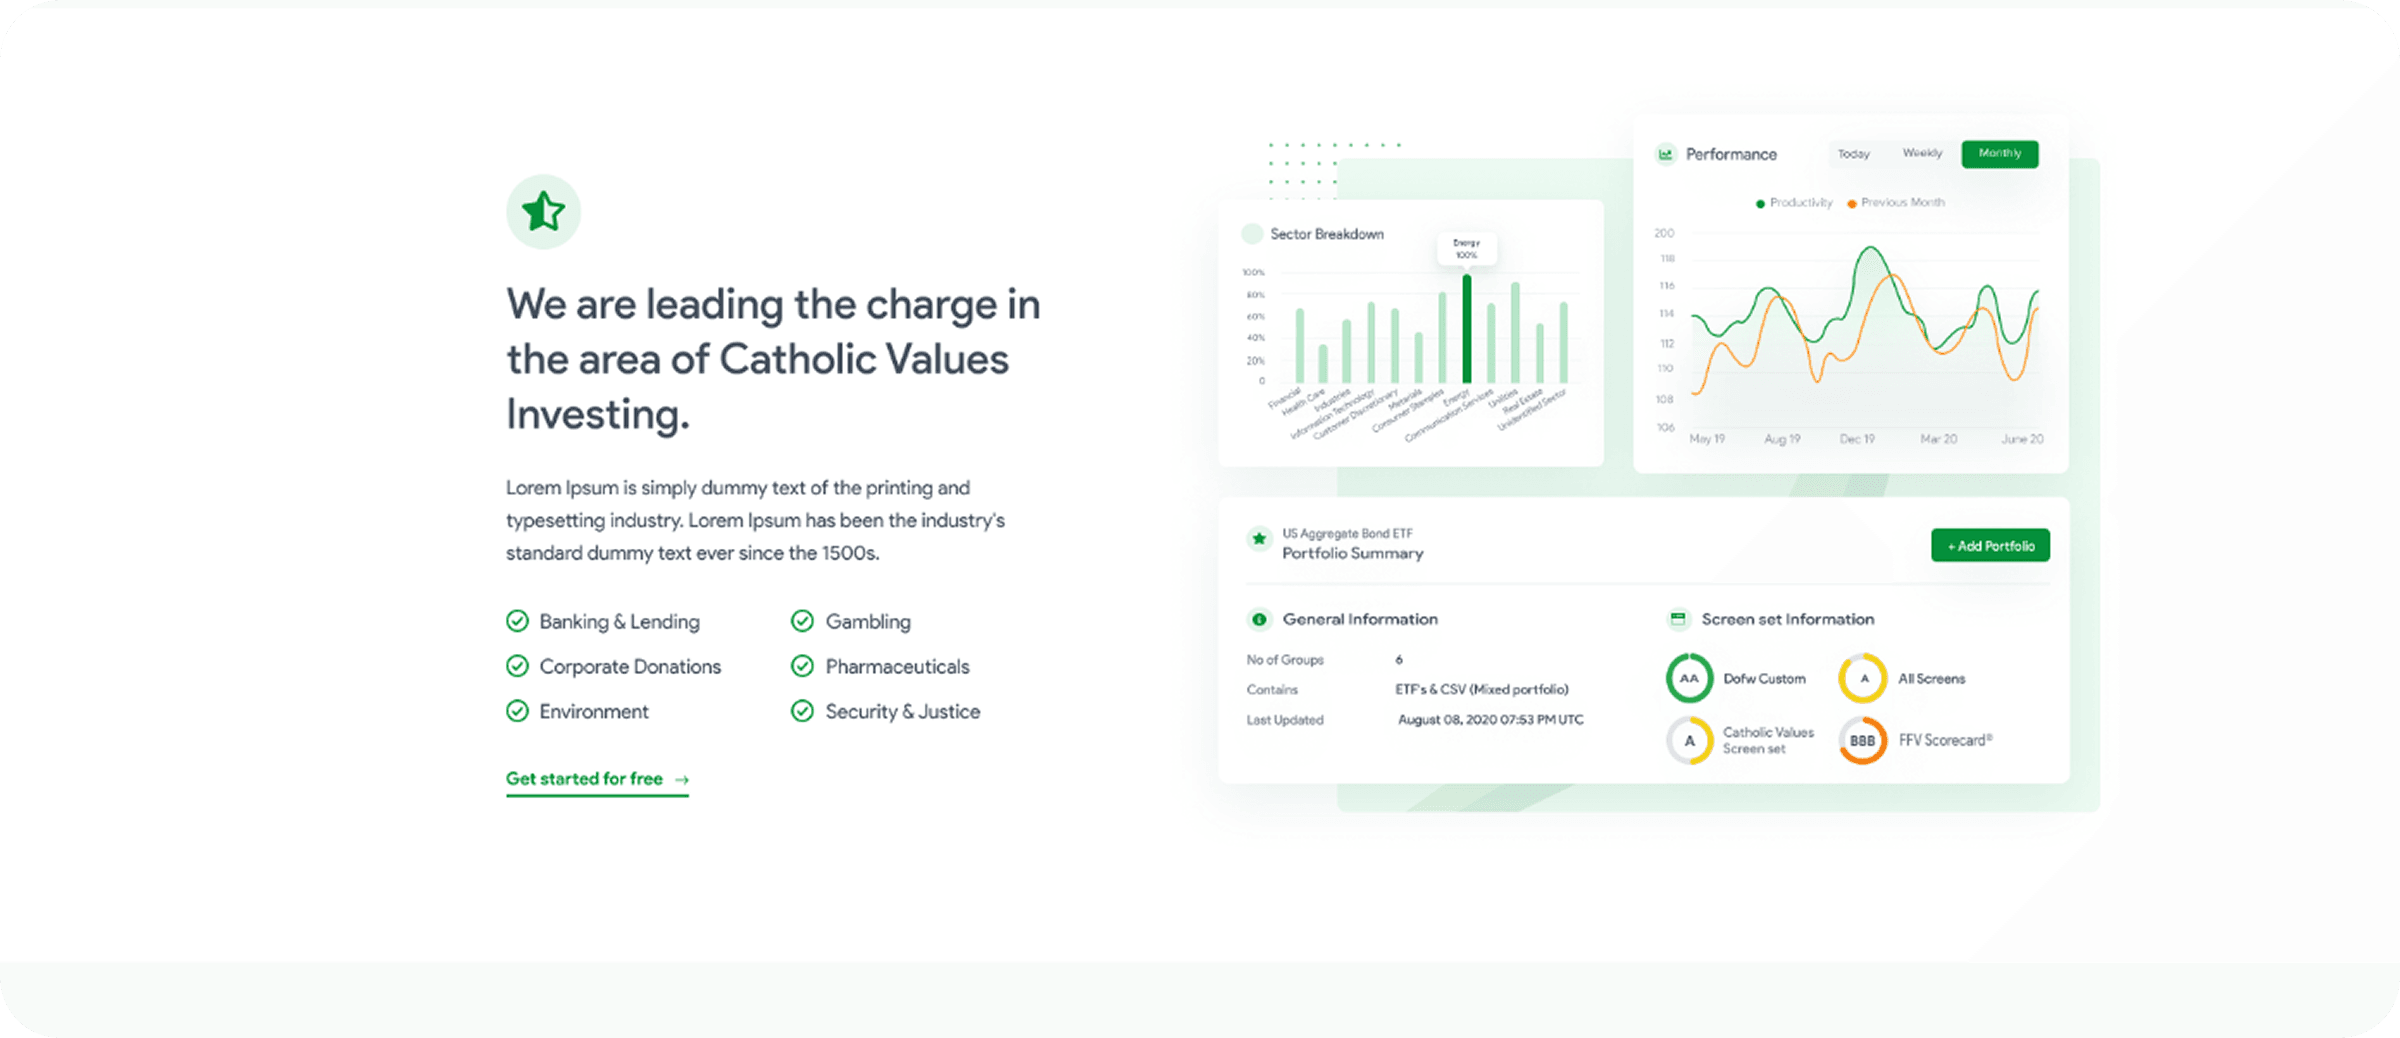 We are leading the charge in
the area of Catholic Values
Investing.
Lorem Ipsum is simply dummy text of the printing and
typesetting industry. Lorem Ipsum has been the industry's
standard dummy text ever since the 1500s.
Banking & Lending
Gambling
Corporate Donations
Pharmaceuticals
Environment
Security & Justice
Get started for free →
Sector Breakdown
Energy
100%
100%
80%
60%
40%
20%
0
Financial
Health Care
Industries
Information Technology
Customer Discretionary
Materials
Consumer Stamples
Energy
Communication Services
Utilities
Real Estate
Unidentified Sector
Performance
Today
Weekly
Monthly
Productivity
Previous Month
200
118
116
114
112
110
108
106
May 19
Aug 19
Dec 19
Mar 20
June 20
US Aggregate Bond ETF
Portfolio Summary
+ Add Portfolio
General Information
No of Groups 6
Contains ETF's & CSV (Mixed portfolio)
Last Updated August 08, 2020 07:53 PM UTC
Screen set Information
AA Dofw Custom
A All Screens
A Catholic Values
Screen set
BBB FFV Scorecard®